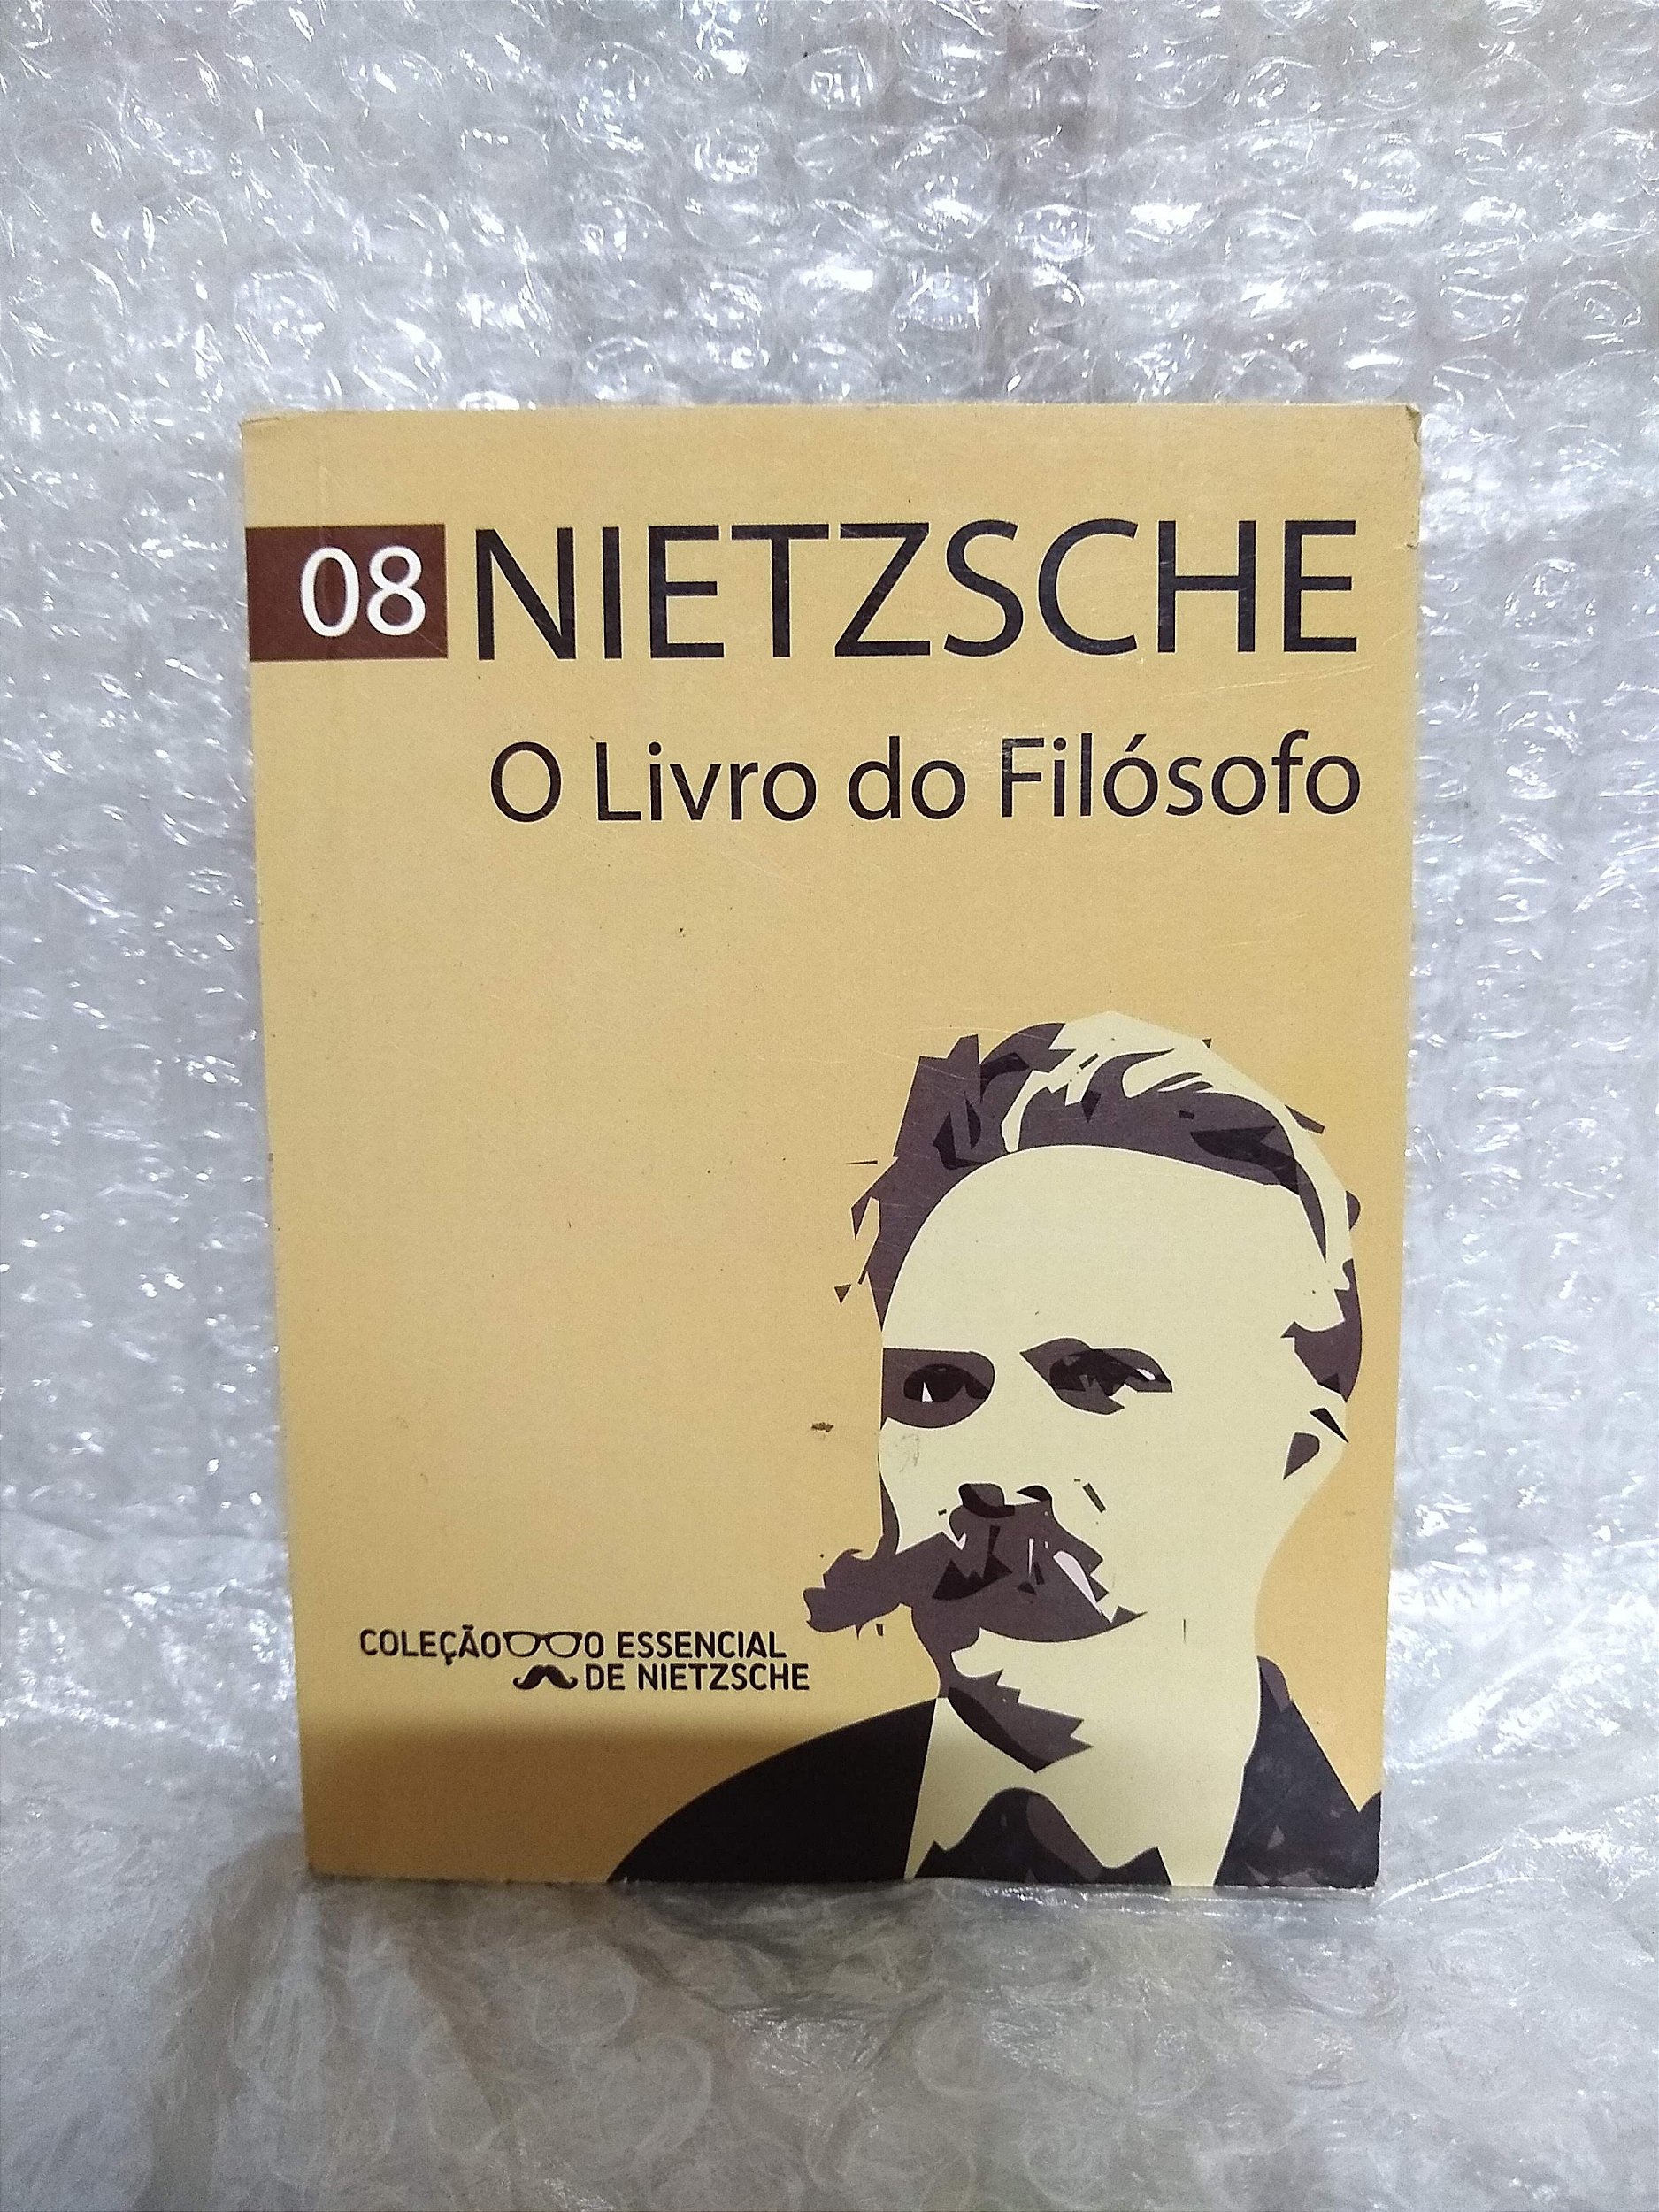 08 NIETZSCHE
O Livro do Filósofo
COLEÇÃO O ESSENCIAL
DE NIETZSCHE